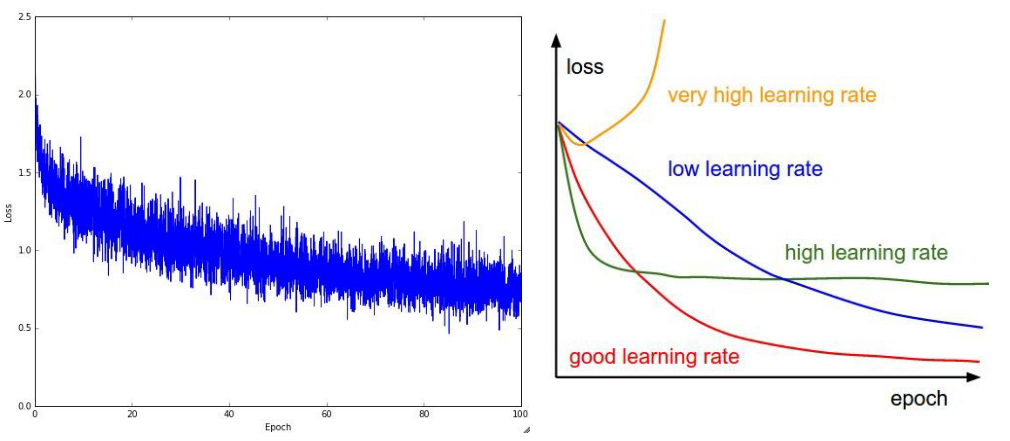 2.5
2.0
1.5
1.0
0.5
0.0
Loss
0
20
40
60
80
100
Epoch
loss
very high learning rate
low learning rate
high learning rate
good learning rate
epoch